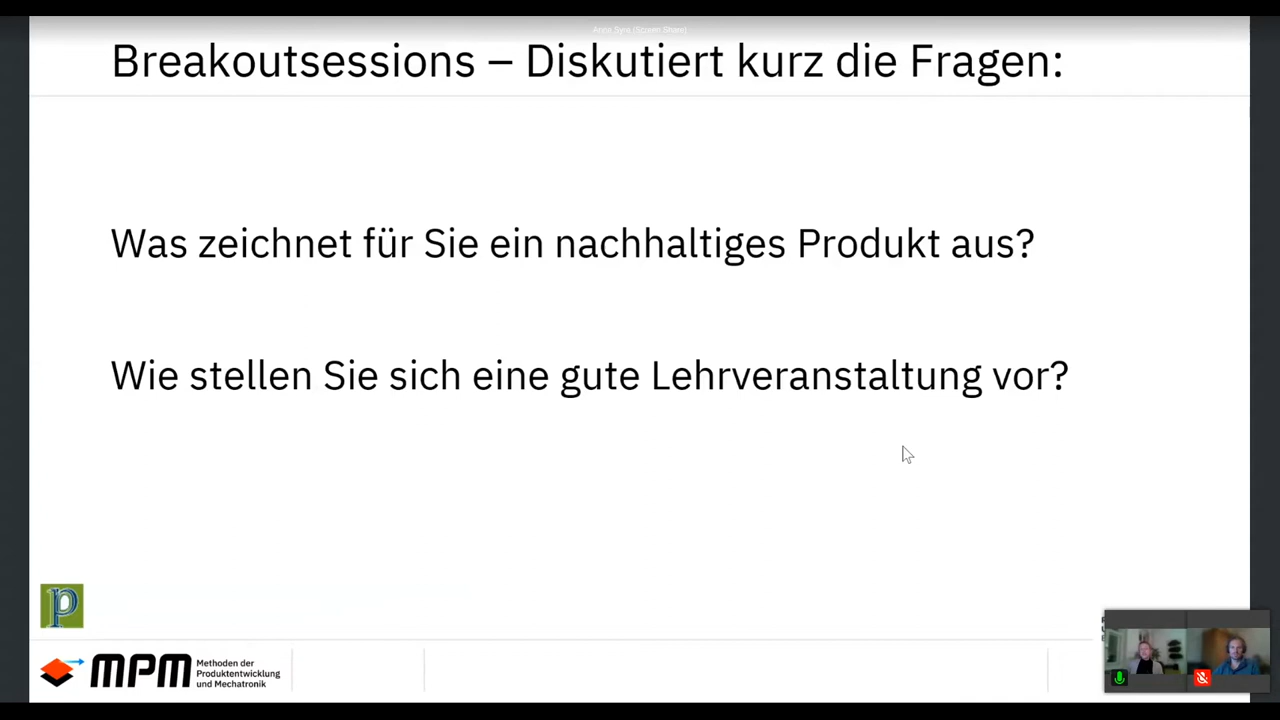 Breakoutsessions – Diskutiert kurz die Fragen:
Was zeichnet für Sie ein nachhaltiges Produkt aus?
Wie stellen Sie sich eine gute Lehrveranstaltung vor?
p
MPM
Methoden der
Produktentwicklung
und Mechatronik